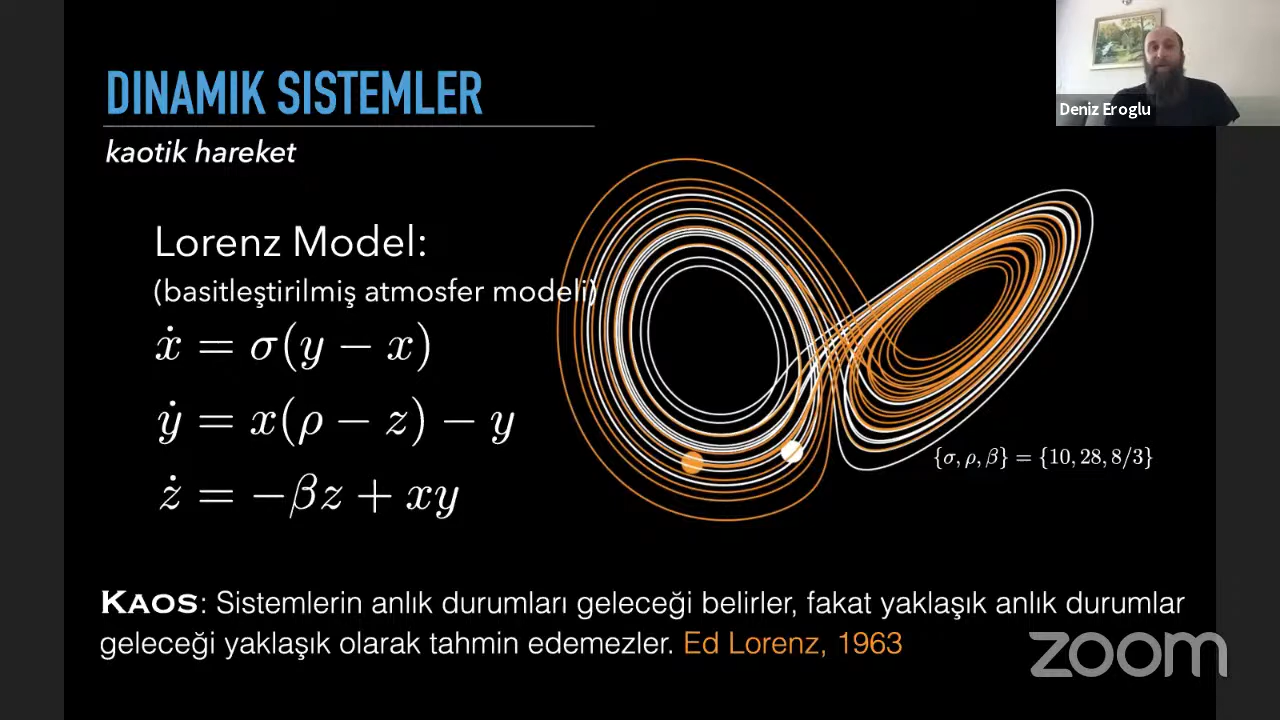 DINAMIK SISTEMLER
kaotik hareket
Lorenz Model:
(basitleştirilmiş atmosfer modeli)
ẋ = σ(y − x)
ẏ = x(ρ − z) − y
ż = −βz + xy
{σ, ρ, β} = {10, 28, 8/3}
KAOS: Sistemlerin anlık durumları geleceği belirler, fakat yaklaşık anlık durumlar
geleceği yaklaşık olarak tahmin edemezler. Ed Lorenz, 1963
Deniz Eroglu
zoom